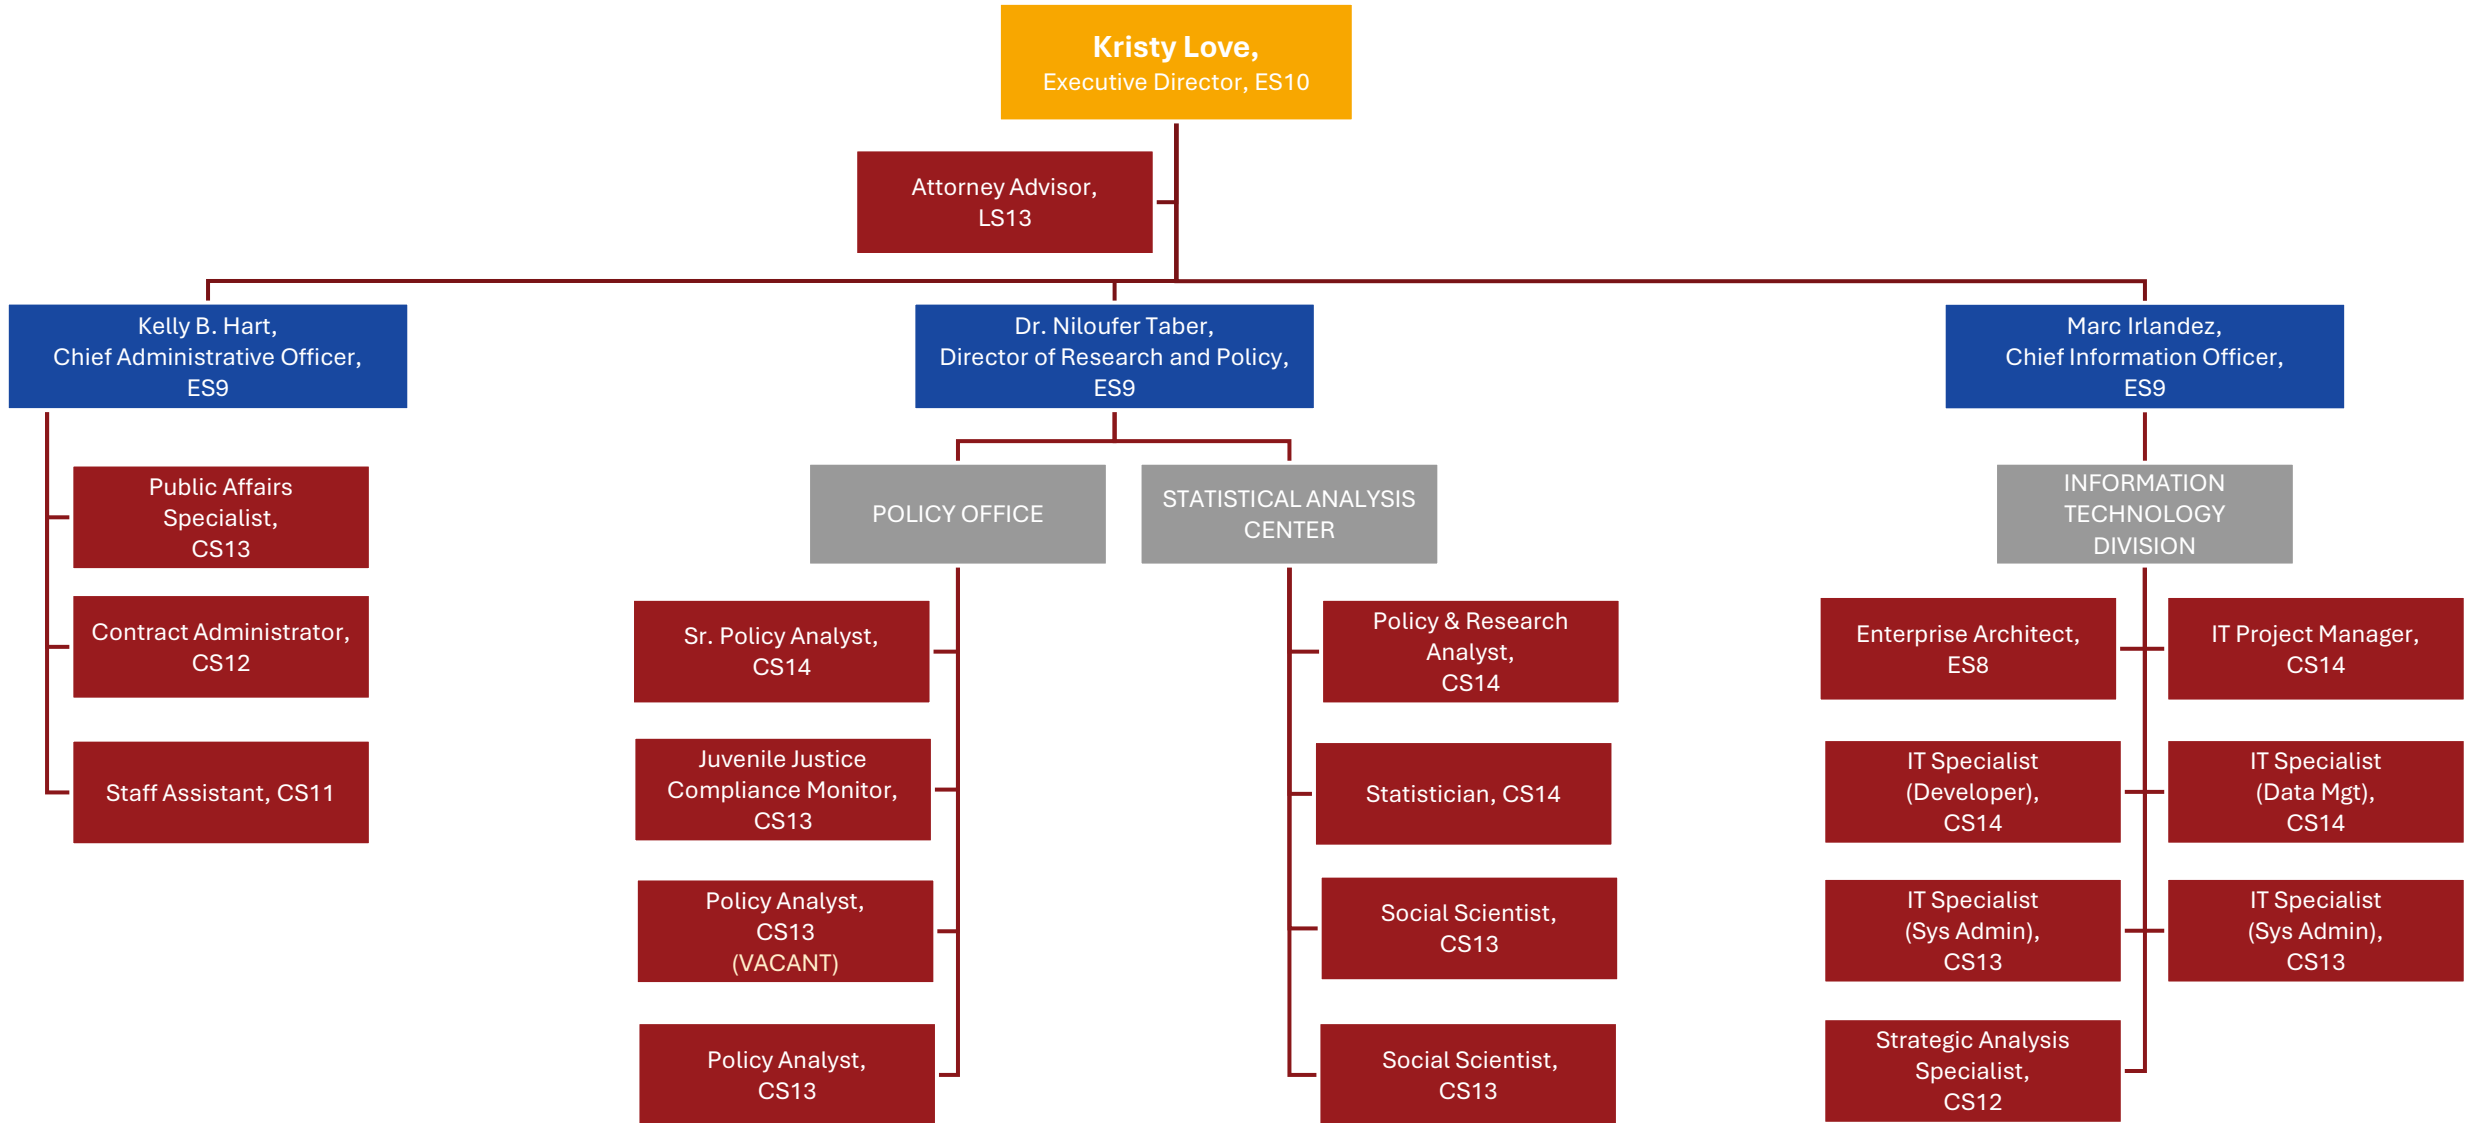 Kristy Love,
Executive Director, ES10
Attorney Advisor,
LS13
Kelly B. Hart,
Chief Administrative Officer,
ES9
Dr. Niloufer Taber,
Director of Research and Policy,
ES9
Marc Irlandez,
Chief Information Officer,
ES9
Public Affairs
Specialist,
CS13
Contract Administrator,
CS12
Staff Assistant, CS11
POLICY OFFICE
Sr. Policy Analyst,
CS14
Juvenile Justice
Compliance Monitor,
CS13
Policy Analyst,
CS13
(VACANT)
Policy Analyst,
CS13
STATISTICAL ANALYSIS
CENTER
Policy & Research
Analyst,
CS14
Statistician, CS14
Social Scientist,
CS13
Social Scientist,
CS13
INFORMATION
TECHNOLOGY
DIVISION
Enterprise Architect,
ES8
IT Project Manager,
CS14
IT Specialist
(Developer),
CS14
IT Specialist
(Data Mgt),
CS14
IT Specialist
(Sys Admin),
CS13
IT Specialist
(Sys Admin),
CS13
Strategic Analysis
Specialist,
CS12